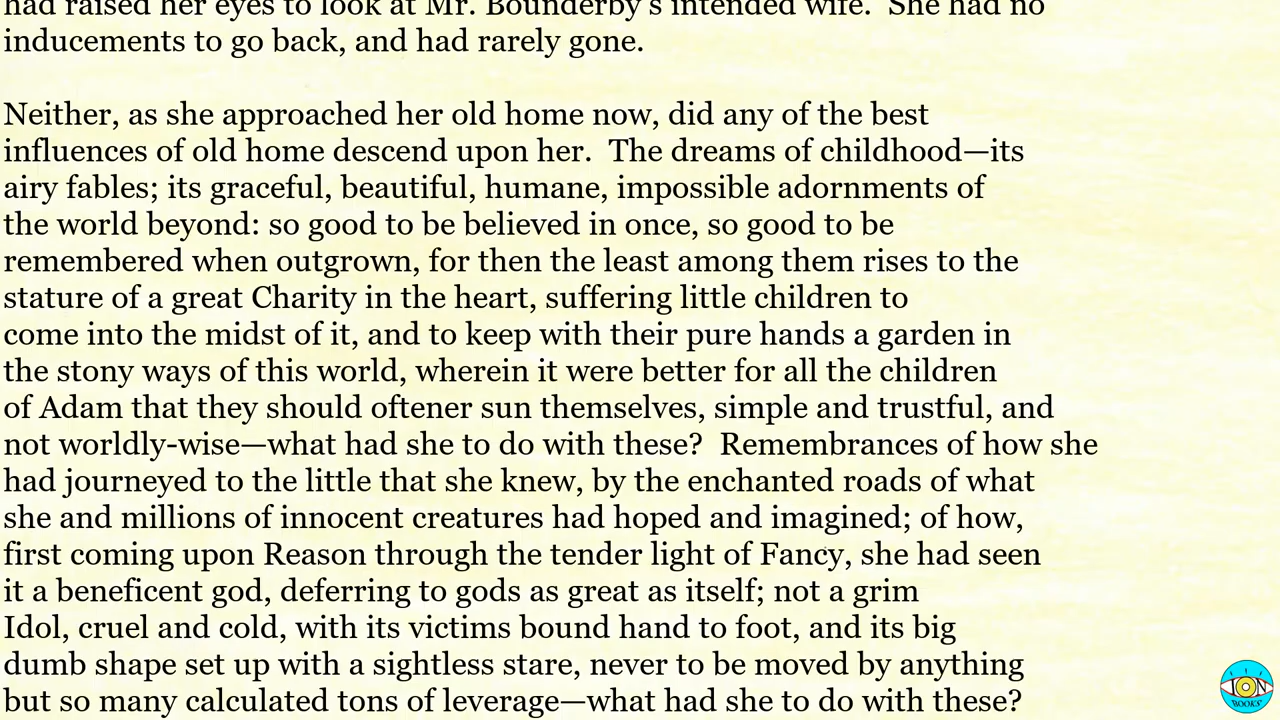 had raised her eyes to look at Mr. Bounderby's intended wife.  She had no
inducements to go back, and had rarely gone.
Neither, as she approached her old home now, did any of the best
influences of old home descend upon her.  The dreams of childhood—its
airy fables; its graceful, beautiful, humane, impossible adornments of
the world beyond: so good to be believed in once, so good to be
remembered when outgrown, for then the least among them rises to the
stature of a great Charity in the heart, suffering little children to
come into the midst of it, and to keep with their pure hands a garden in
the stony ways of this world, wherein it were better for all the children
of Adam that they should oftener sun themselves, simple and trustful, and
not worldly-wise—what had she to do with these?  Remembrances of how she
had journeyed to the little that she knew, by the enchanted roads of what
she and millions of innocent creatures had hoped and imagined; of how,
first coming upon Reason through the tender light of Fancy, she had seen
it a beneficent god, deferring to gods as great as itself; not a grim
Idol, cruel and cold, with its victims bound hand to foot, and its big
dumb shape set up with a sightless stare, never to be moved by anything
but so many calculated tons of leverage—what had she to do with these?
ION
BOOKS